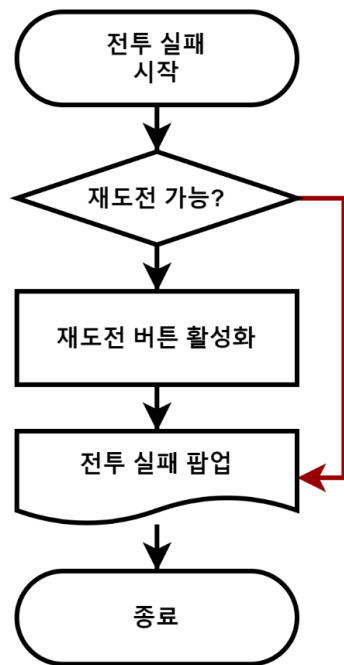 전투 실패
시작
재도전 가능?
재도전 버튼 활성화
전투 실패 팝업
종료